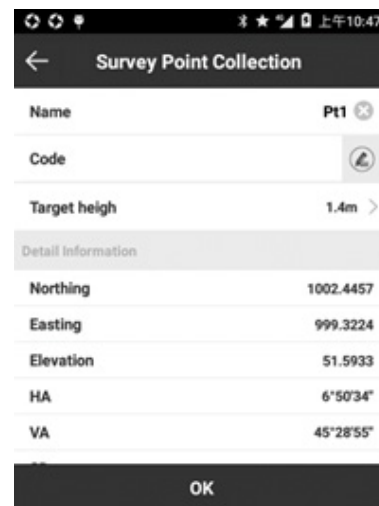 上午10:47
Survey Point Collection
Name Pt1
Code
Target heigh 1.4m
Detail Information
Northing 1002.4457
Easting 999.3224
Elevation 51.5933
HA 6°50'34"
VA 45°28'55"
OK